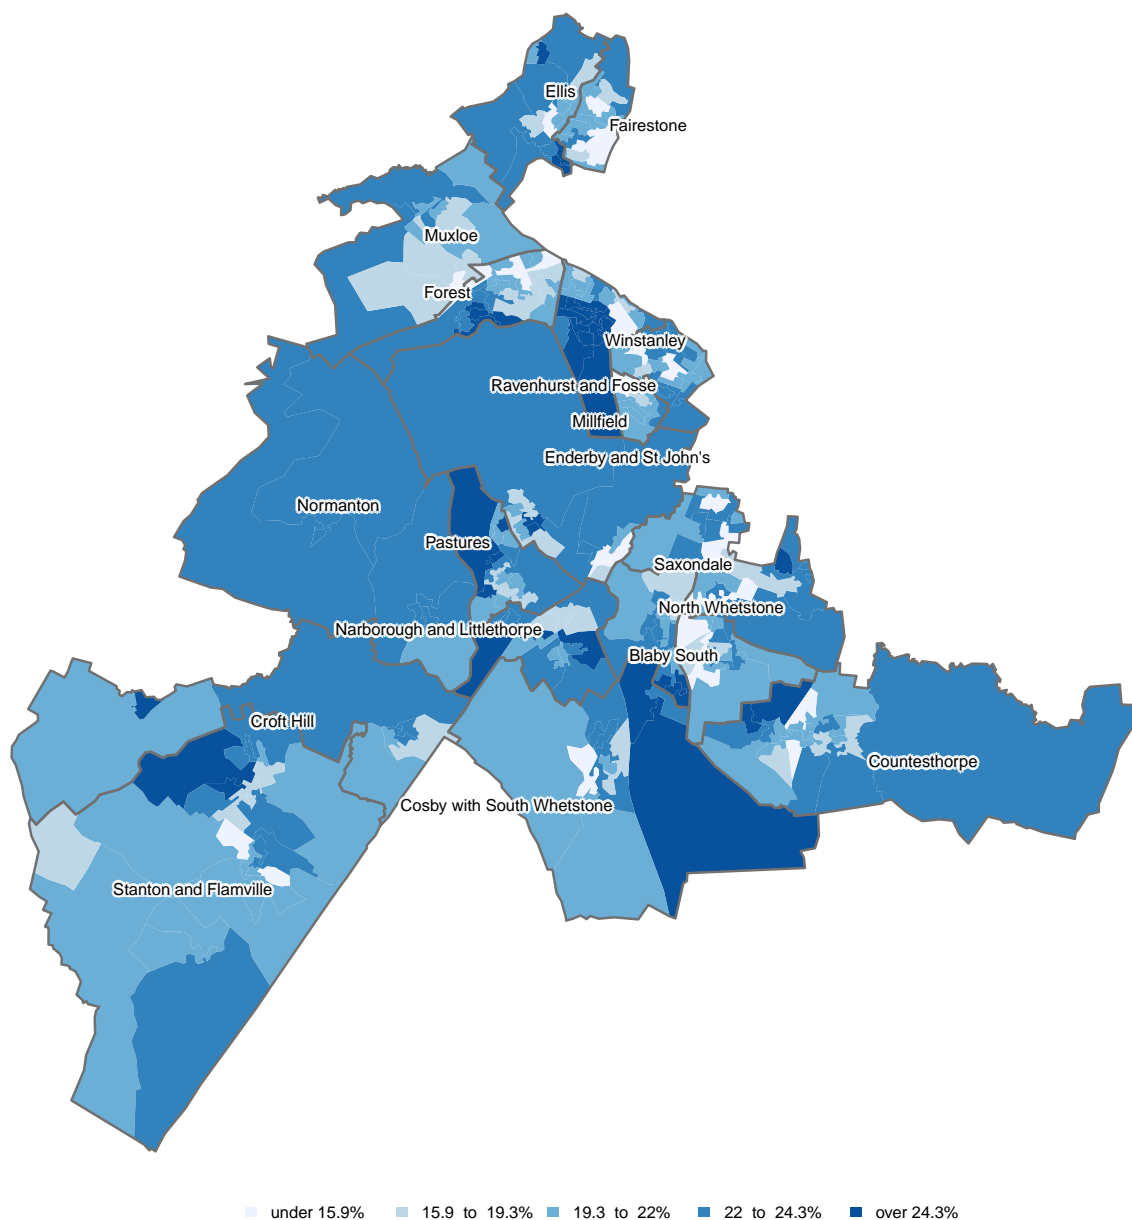 Ellis
Fairestone
Muxloe
Forest
Winstanley
Ravenhurst and Fosse
Millfield
Enderby and St John's
Normanton
Pastures
Saxondale
North Whetstone
Narborough and Littlethorpe
Blaby South
Croft Hill
Countesthorpe
Cosby with South Whetstone
Stanton and Flamville
under 15.9% 15.9 to 19.3% 19.3 to 22% 22 to 24.3% over 24.3%